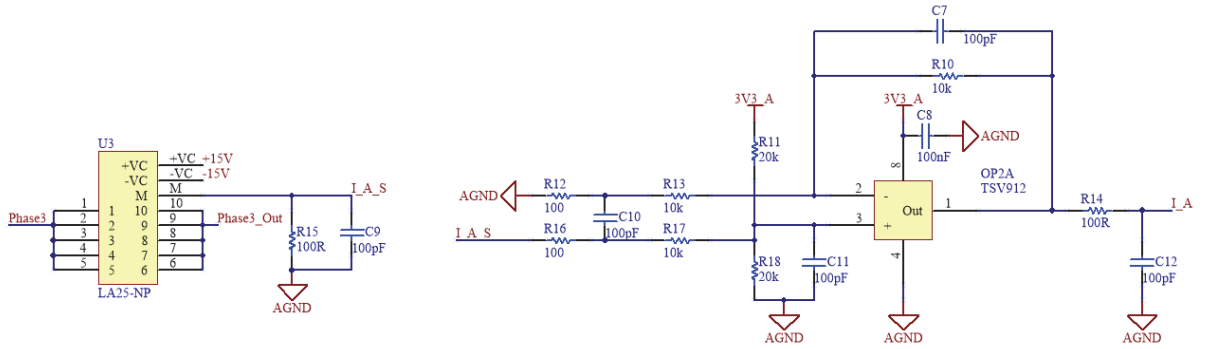 U3
+VC
-VC
M
+VC
-VC
M
+15V
-15V
I_A_S
Phase3
1
2
3
4
5
1
2
3
4
5
10
9
8
7
6
10
9
8
7
6
Phase3_Out
R15
100R
C9
100pF
LA25-NP
AGND
C7
100pF
R10
10k
3V3_A
3V3_A
C8
100nF
AGND
R11
20k
8
OP2A
TSV912
AGND
R12
100
R13
10k
2
-
Out
1
R14
100R
I_A
C10
100pF
3
+
I_A_S
R16
100
R17
10k
R18
20k
C11
100pF
4
C12
100pF
AGND
AGND
AGND